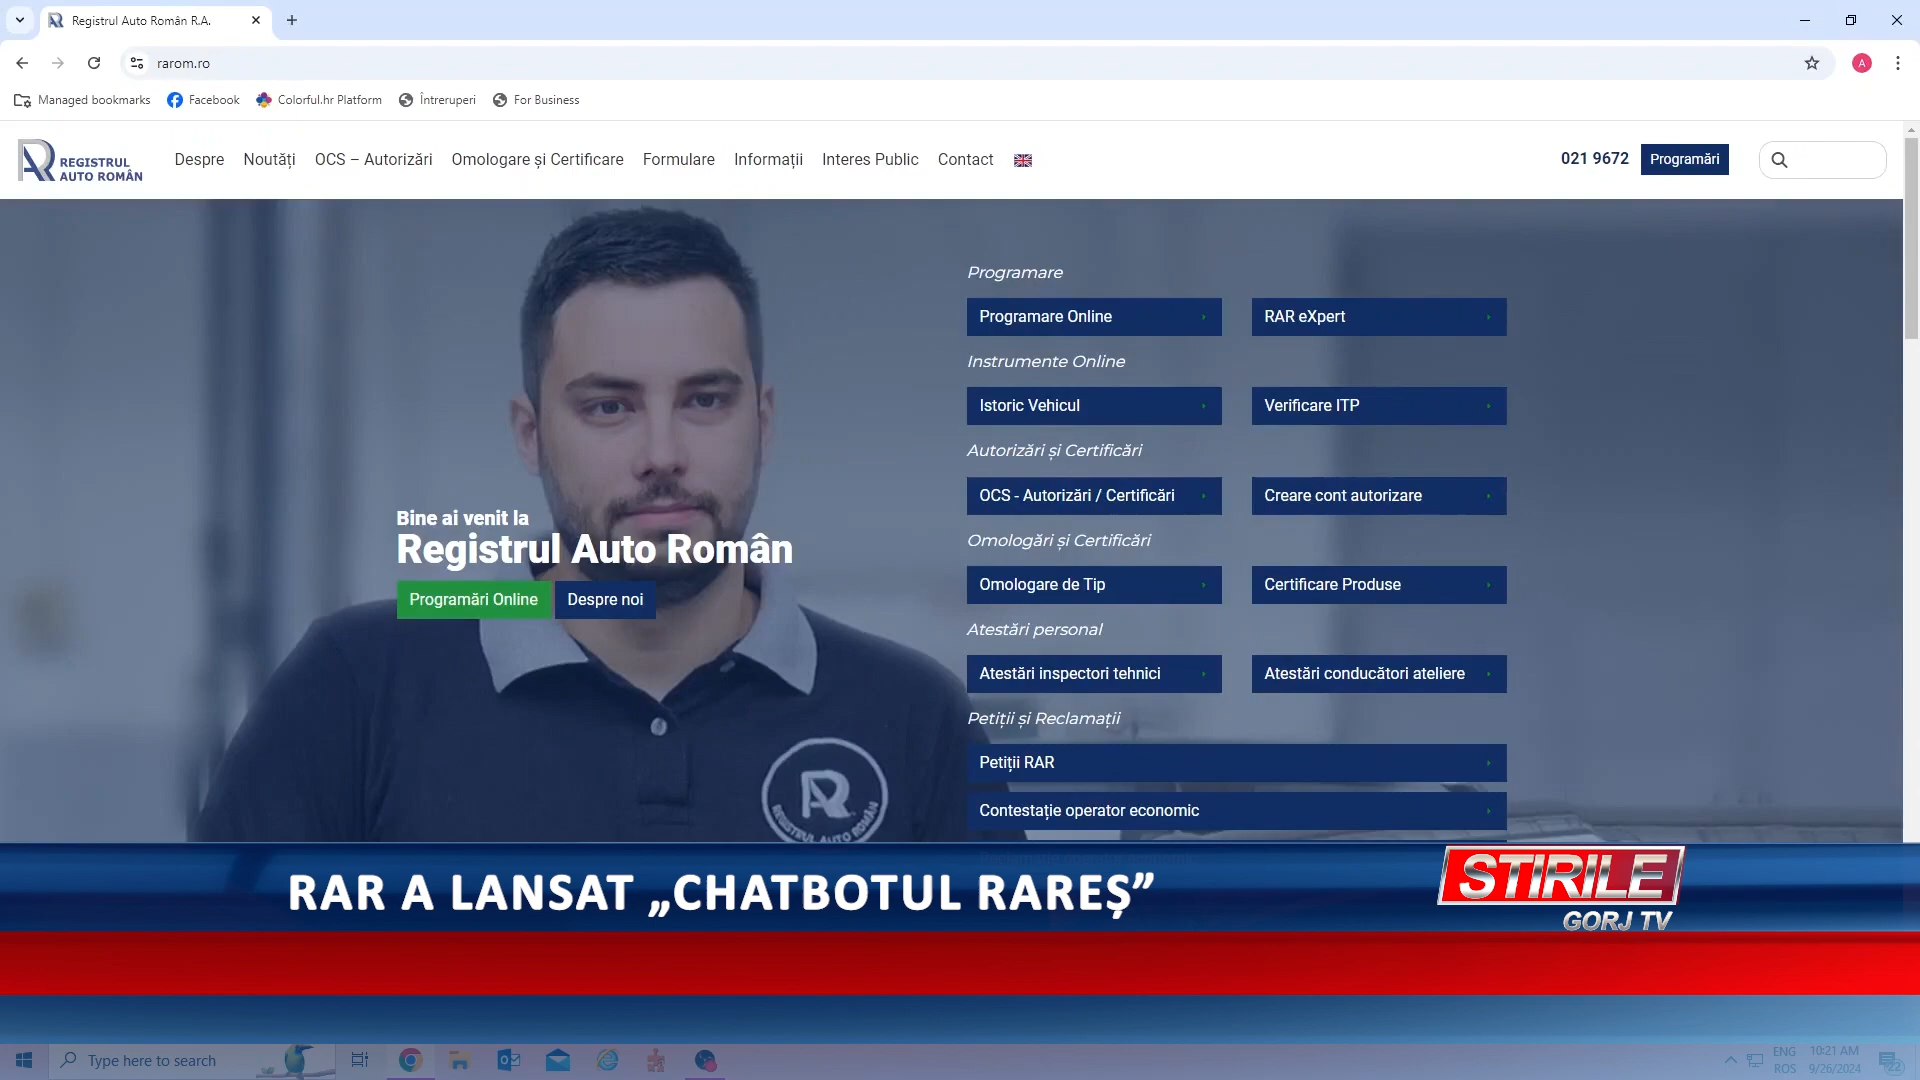 Registrul Auto Român R.A.
rarom.ro
A
Managed bookmarks
Facebook
Colorful.hr Platform
Întreruperi
For Business
REGISTRUL
AUTO ROMÂN
Despre
Noutăți
OCS – Autorizări
Omologare și Certificare
Formulare
Informații
Interes Public
Contact
021 9672
Programări
Programare
Programare Online
RAR eXpert
Instrumente Online
Istoric Vehicul
Verificare ITP
Autorizări și Certificări
OCS - Autorizări / Certificări
Creare cont autorizare
Bine ai venit la
Registrul Auto Român
Programări Online
Despre noi
Omologări și Certificări
Omologare de Tip
Certificare Produse
Atestări personal
Atestări inspectori tehnici
Atestări conducători ateliere
Petiții și Reclamații
Petiții RAR
Contestație operator economic
REGISTRUL AUTO ROMÂN
RAR A LANSAT „CHATBOTUL RAREȘ”
STIRILE
GORJ TV
Type here to search
ENG
ROS
10:21 AM
9/26/2024
22